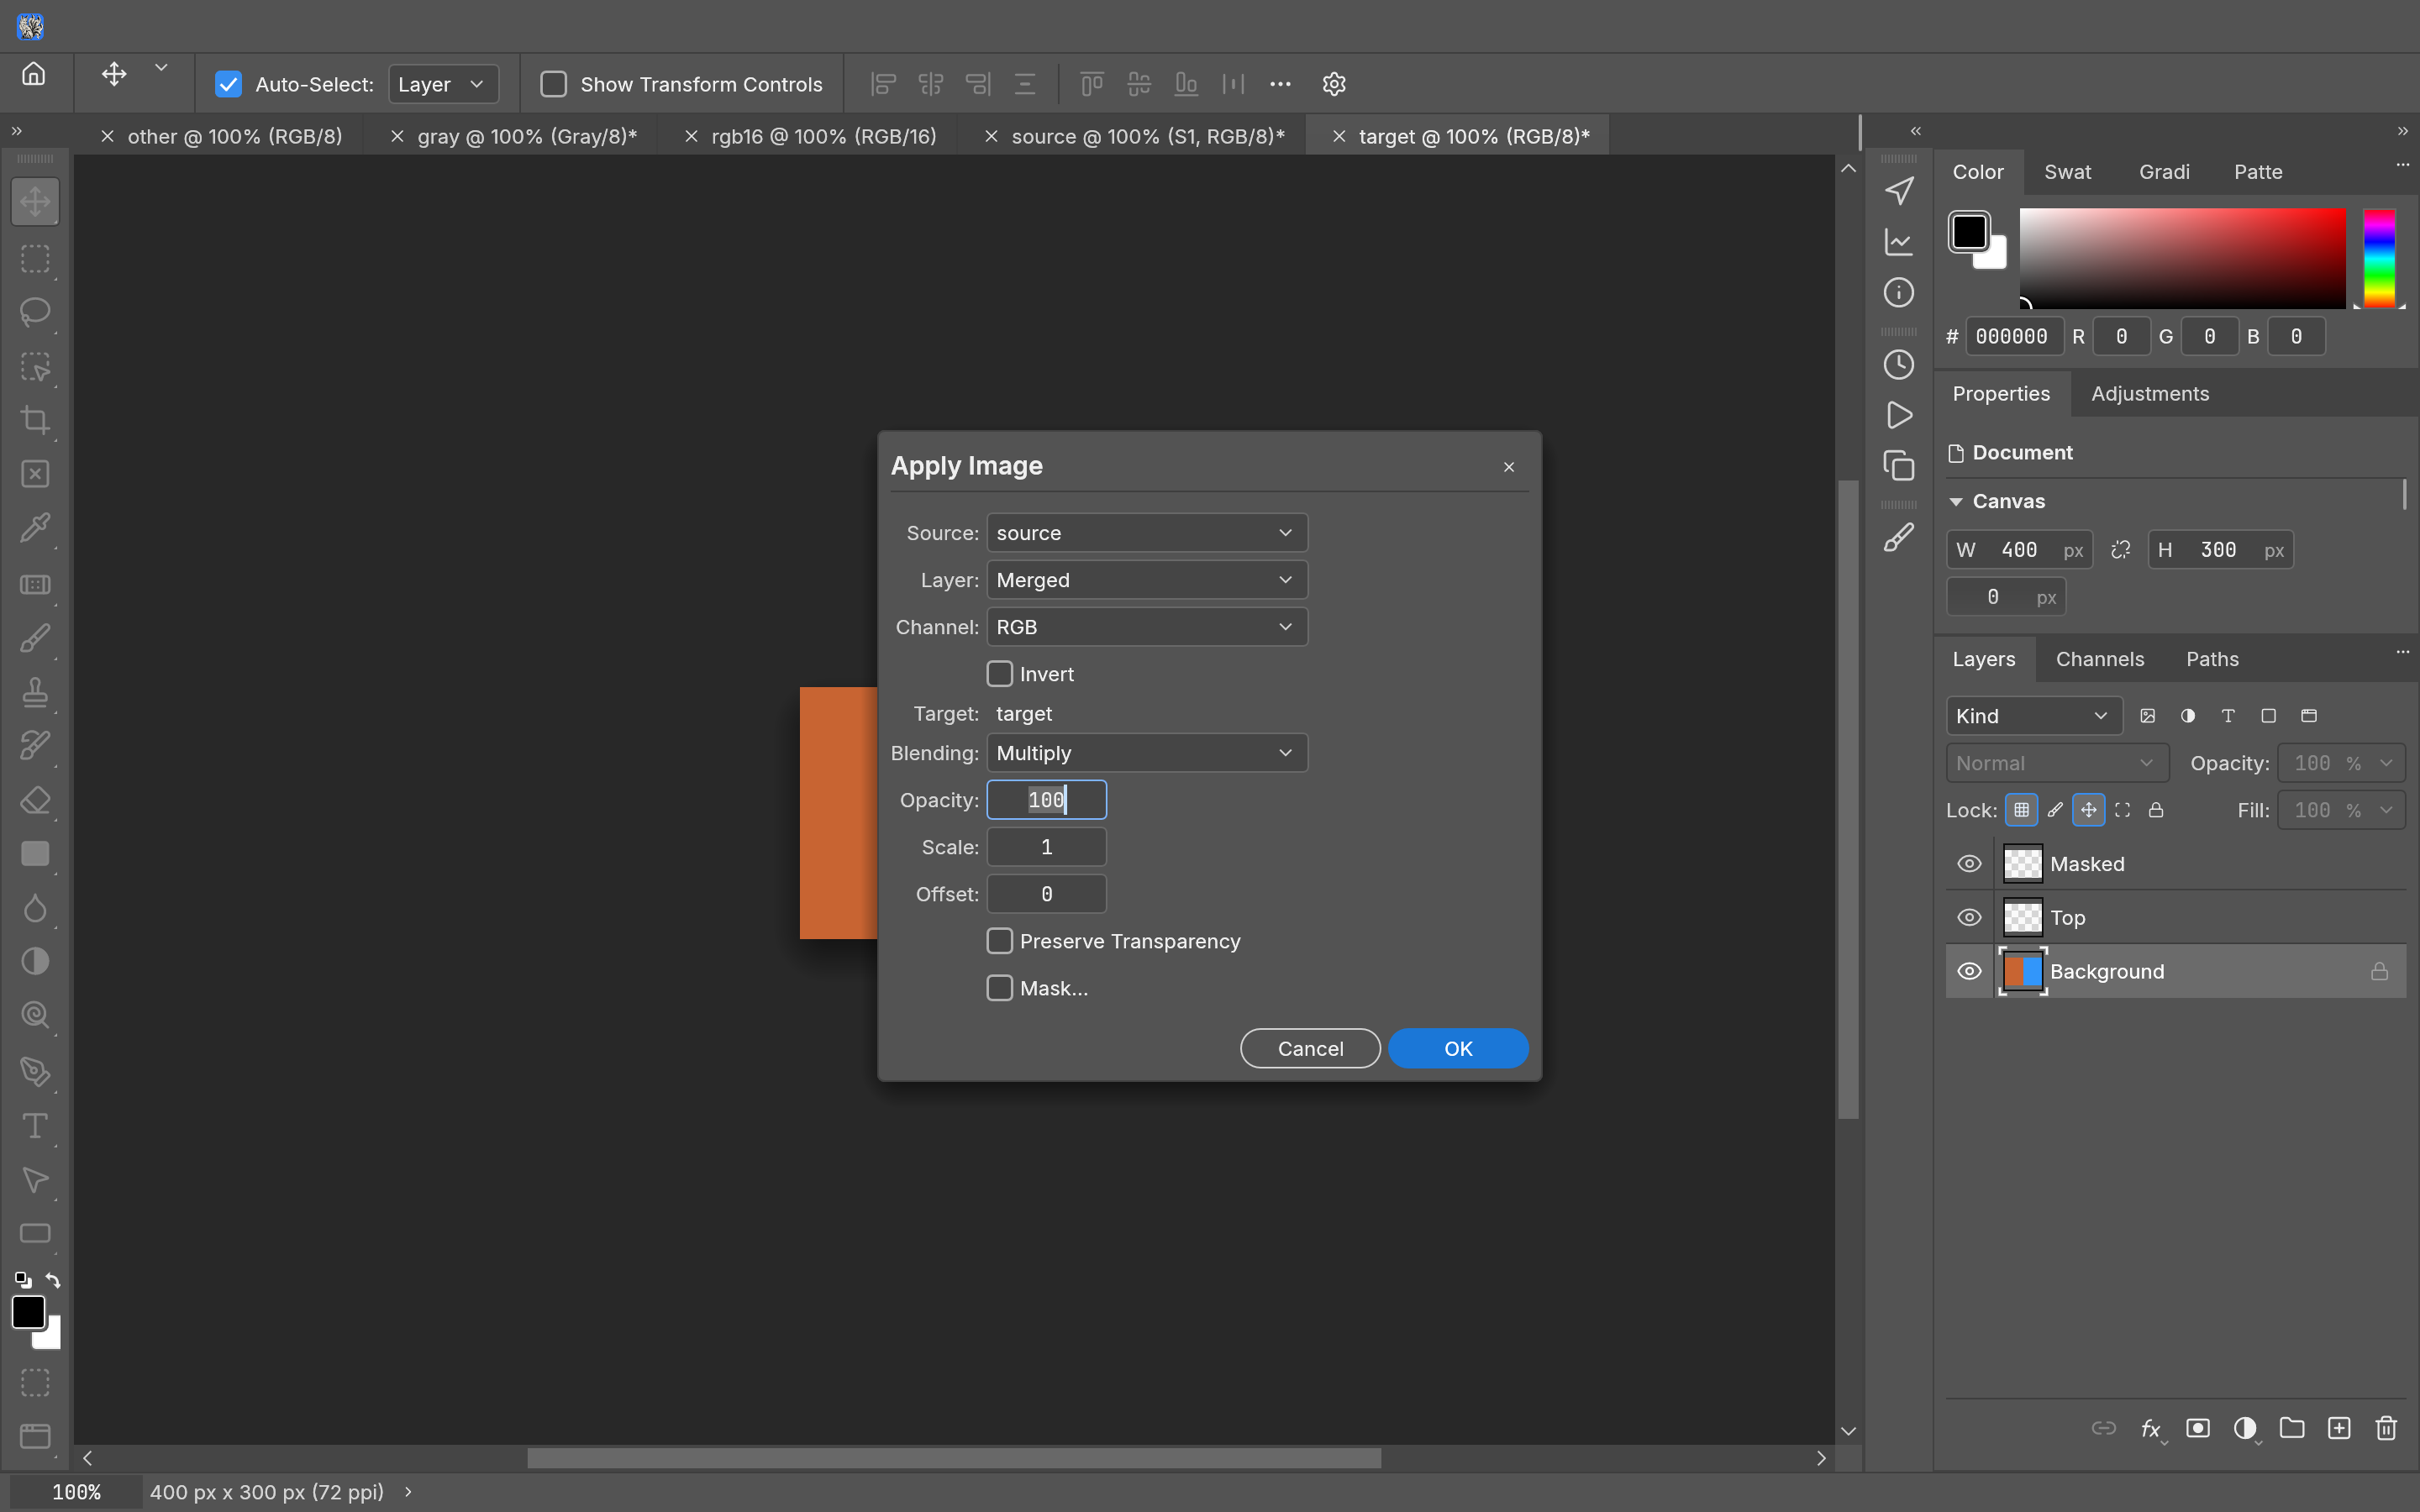 Auto-Select: Layer Show Transform Controls
other @ 100% (RGB/8) gray @ 100% (Gray/8)* rgb16 @ 100% (RGB/16) source @ 100% (S1, RGB/8)* target @ 100% (RGB/8)*
Color Swat Gradi Patte
# 000000 R 0 G 0 B 0
Properties Adjustments
Document
Canvas
W 400 px H 300 px
0 px
Layers Channels Paths
Kind
Normal Opacity: 100 %
Lock: Fill: 100 %
Masked
Top
Background
Apply Image
Source: source
Layer: Merged
Channel: RGB
Invert
Target: target
Blending: Multiply
Opacity: 100
Scale: 1
Offset: 0
Preserve Transparency
Mask...
Cancel OK
fx
100% 400 px x 300 px (72 ppi)